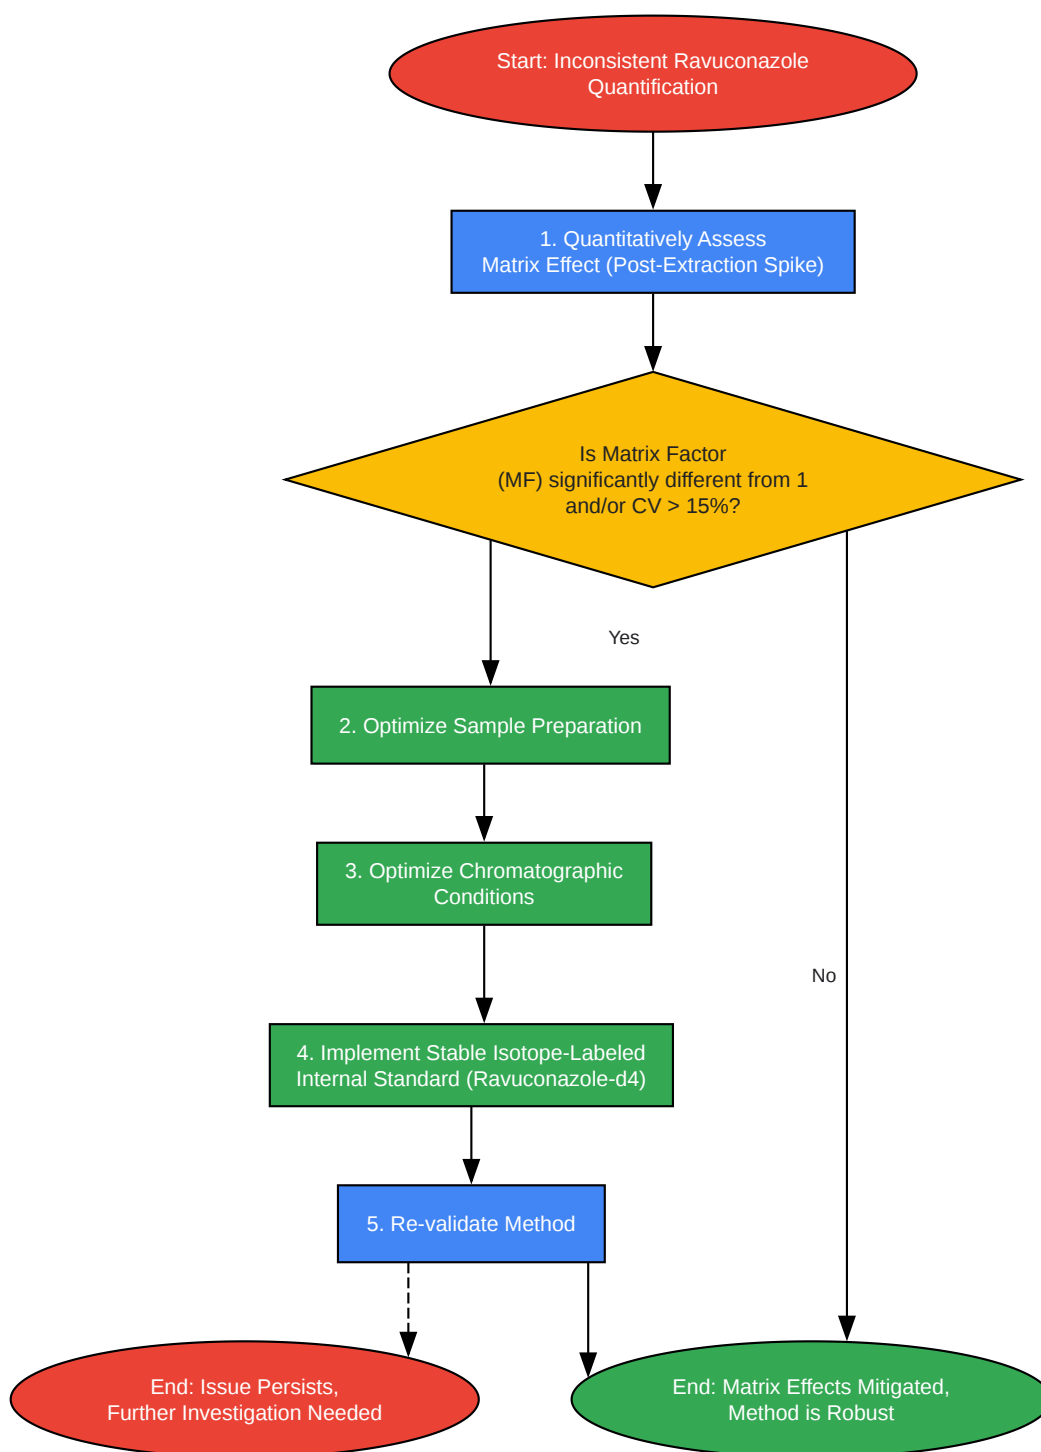 Start: Inconsistent Ravuconazole
Quantification
1. Quantitatively Assess
Matrix Effect (Post-Extraction Spike)
Is Matrix Factor
(MF) significantly different from 1
and/or CV > 15%?
Yes
2. Optimize Sample Preparation
3. Optimize Chromatographic
Conditions
No
4. Implement Stable Isotope-Labeled
Internal Standard (Ravuconazole-d4)
5. Re-validate Method
End: Issue Persists,
Further Investigation Needed
End: Matrix Effects Mitigated,
Method is Robust